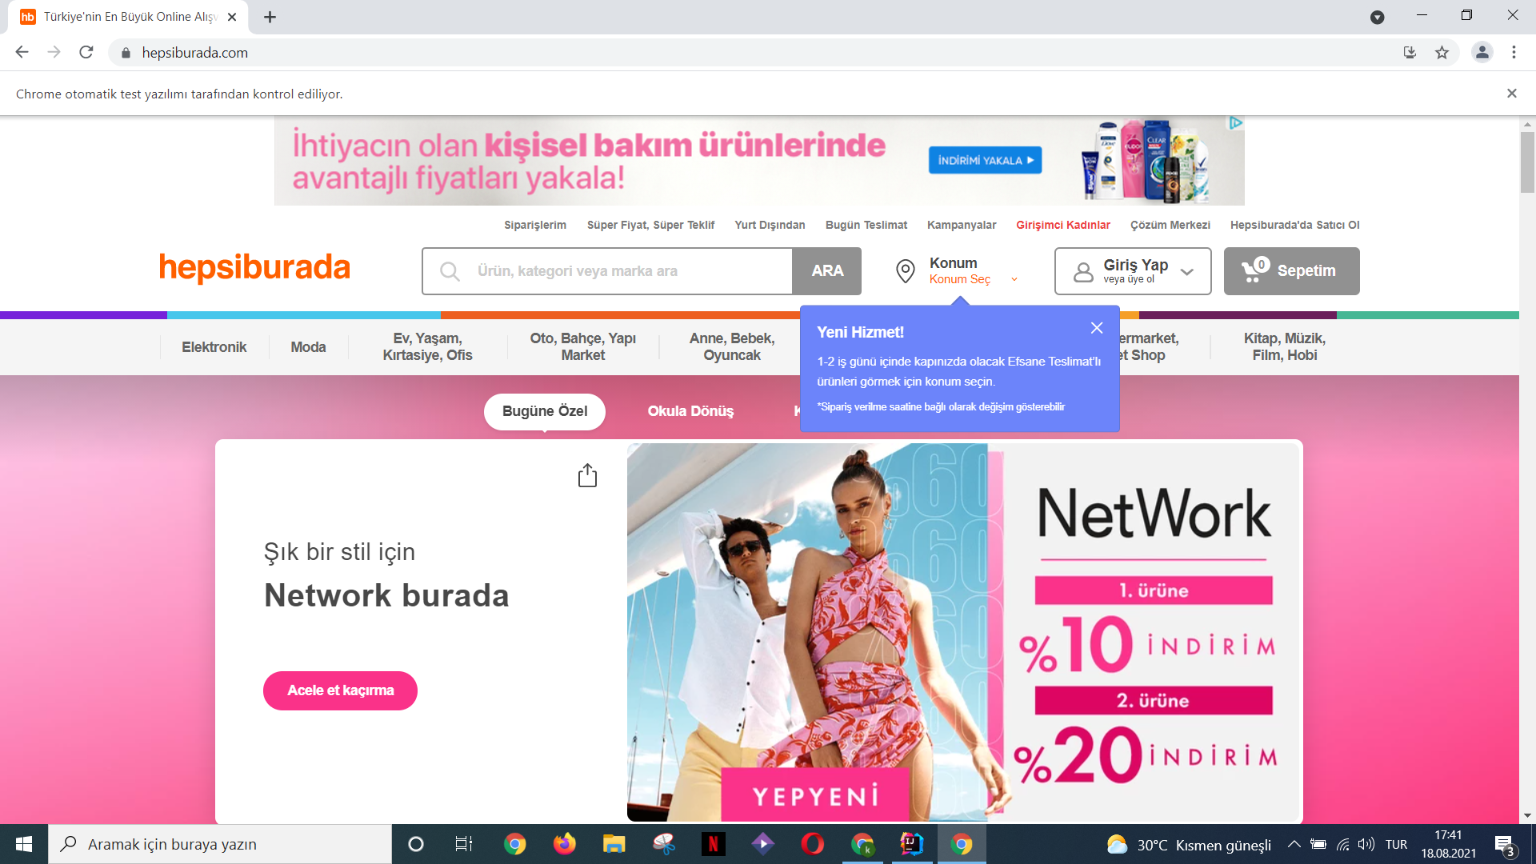 hb Türkiye'nin En Büyük Online Alışv
hepsiburada.com
Chrome otomatik test yazılımı tarafından kontrol ediliyor.
İhtiyacın olan kişisel bakım ürünlerinde
avantajlı fiyatları yakala!
İNDİRİMİ YAKALA
Siparişlerim Süper Fiyat, Süper Teklif Yurt Dışından Bugün Teslimat Kampanyalar Girişimci Kadınlar Çözüm Merkezi Hepsiburada'da Satıcı Ol
hepsiburada
Ürün, kategori veya marka ara
ARA
Konum
Konum Seç
Giriş Yap
veya üye ol
0 Sepetim
Elektronik
Moda
Ev, Yaşam,
Kırtasiye, Ofis
Oto, Bahçe, Yapı
Market
Anne, Bebek,
Oyuncak
ermarket,
t Shop
Kitap, Müzik,
Film, Hobi
Yeni Hizmet!
1-2 iş günü içinde kapınızda olacak Efsane Teslimat'lı
ürünleri görmek için konum seçin.
*Sipariş verilme saatine bağlı olarak değişim gösterebilir
Bugüne Özel Okula Dönüş
Şık bir stil için
Network burada
Acele et kaçırma
%60
YEPYENİ
NetWork
1. ürüne
%10 İNDİRİM
2. ürüne
%20 İNDİRİM
Aramak için buraya yazın
30°C Kısmen güneşli
TUR
17:41
18.08.2021
3